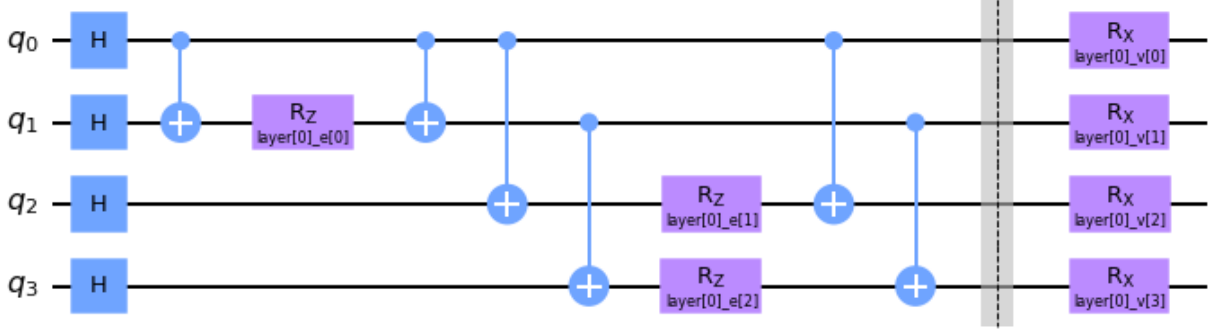 q0 H RX
layer[0]_v[0]
q1 H RZ RX
layer[0]_e[0] layer[0]_v[1]
q2 H RZ RX
layer[0]_e[1] layer[0]_v[2]
q3 H RZ RX
layer[0]_e[2] layer[0]_v[3]